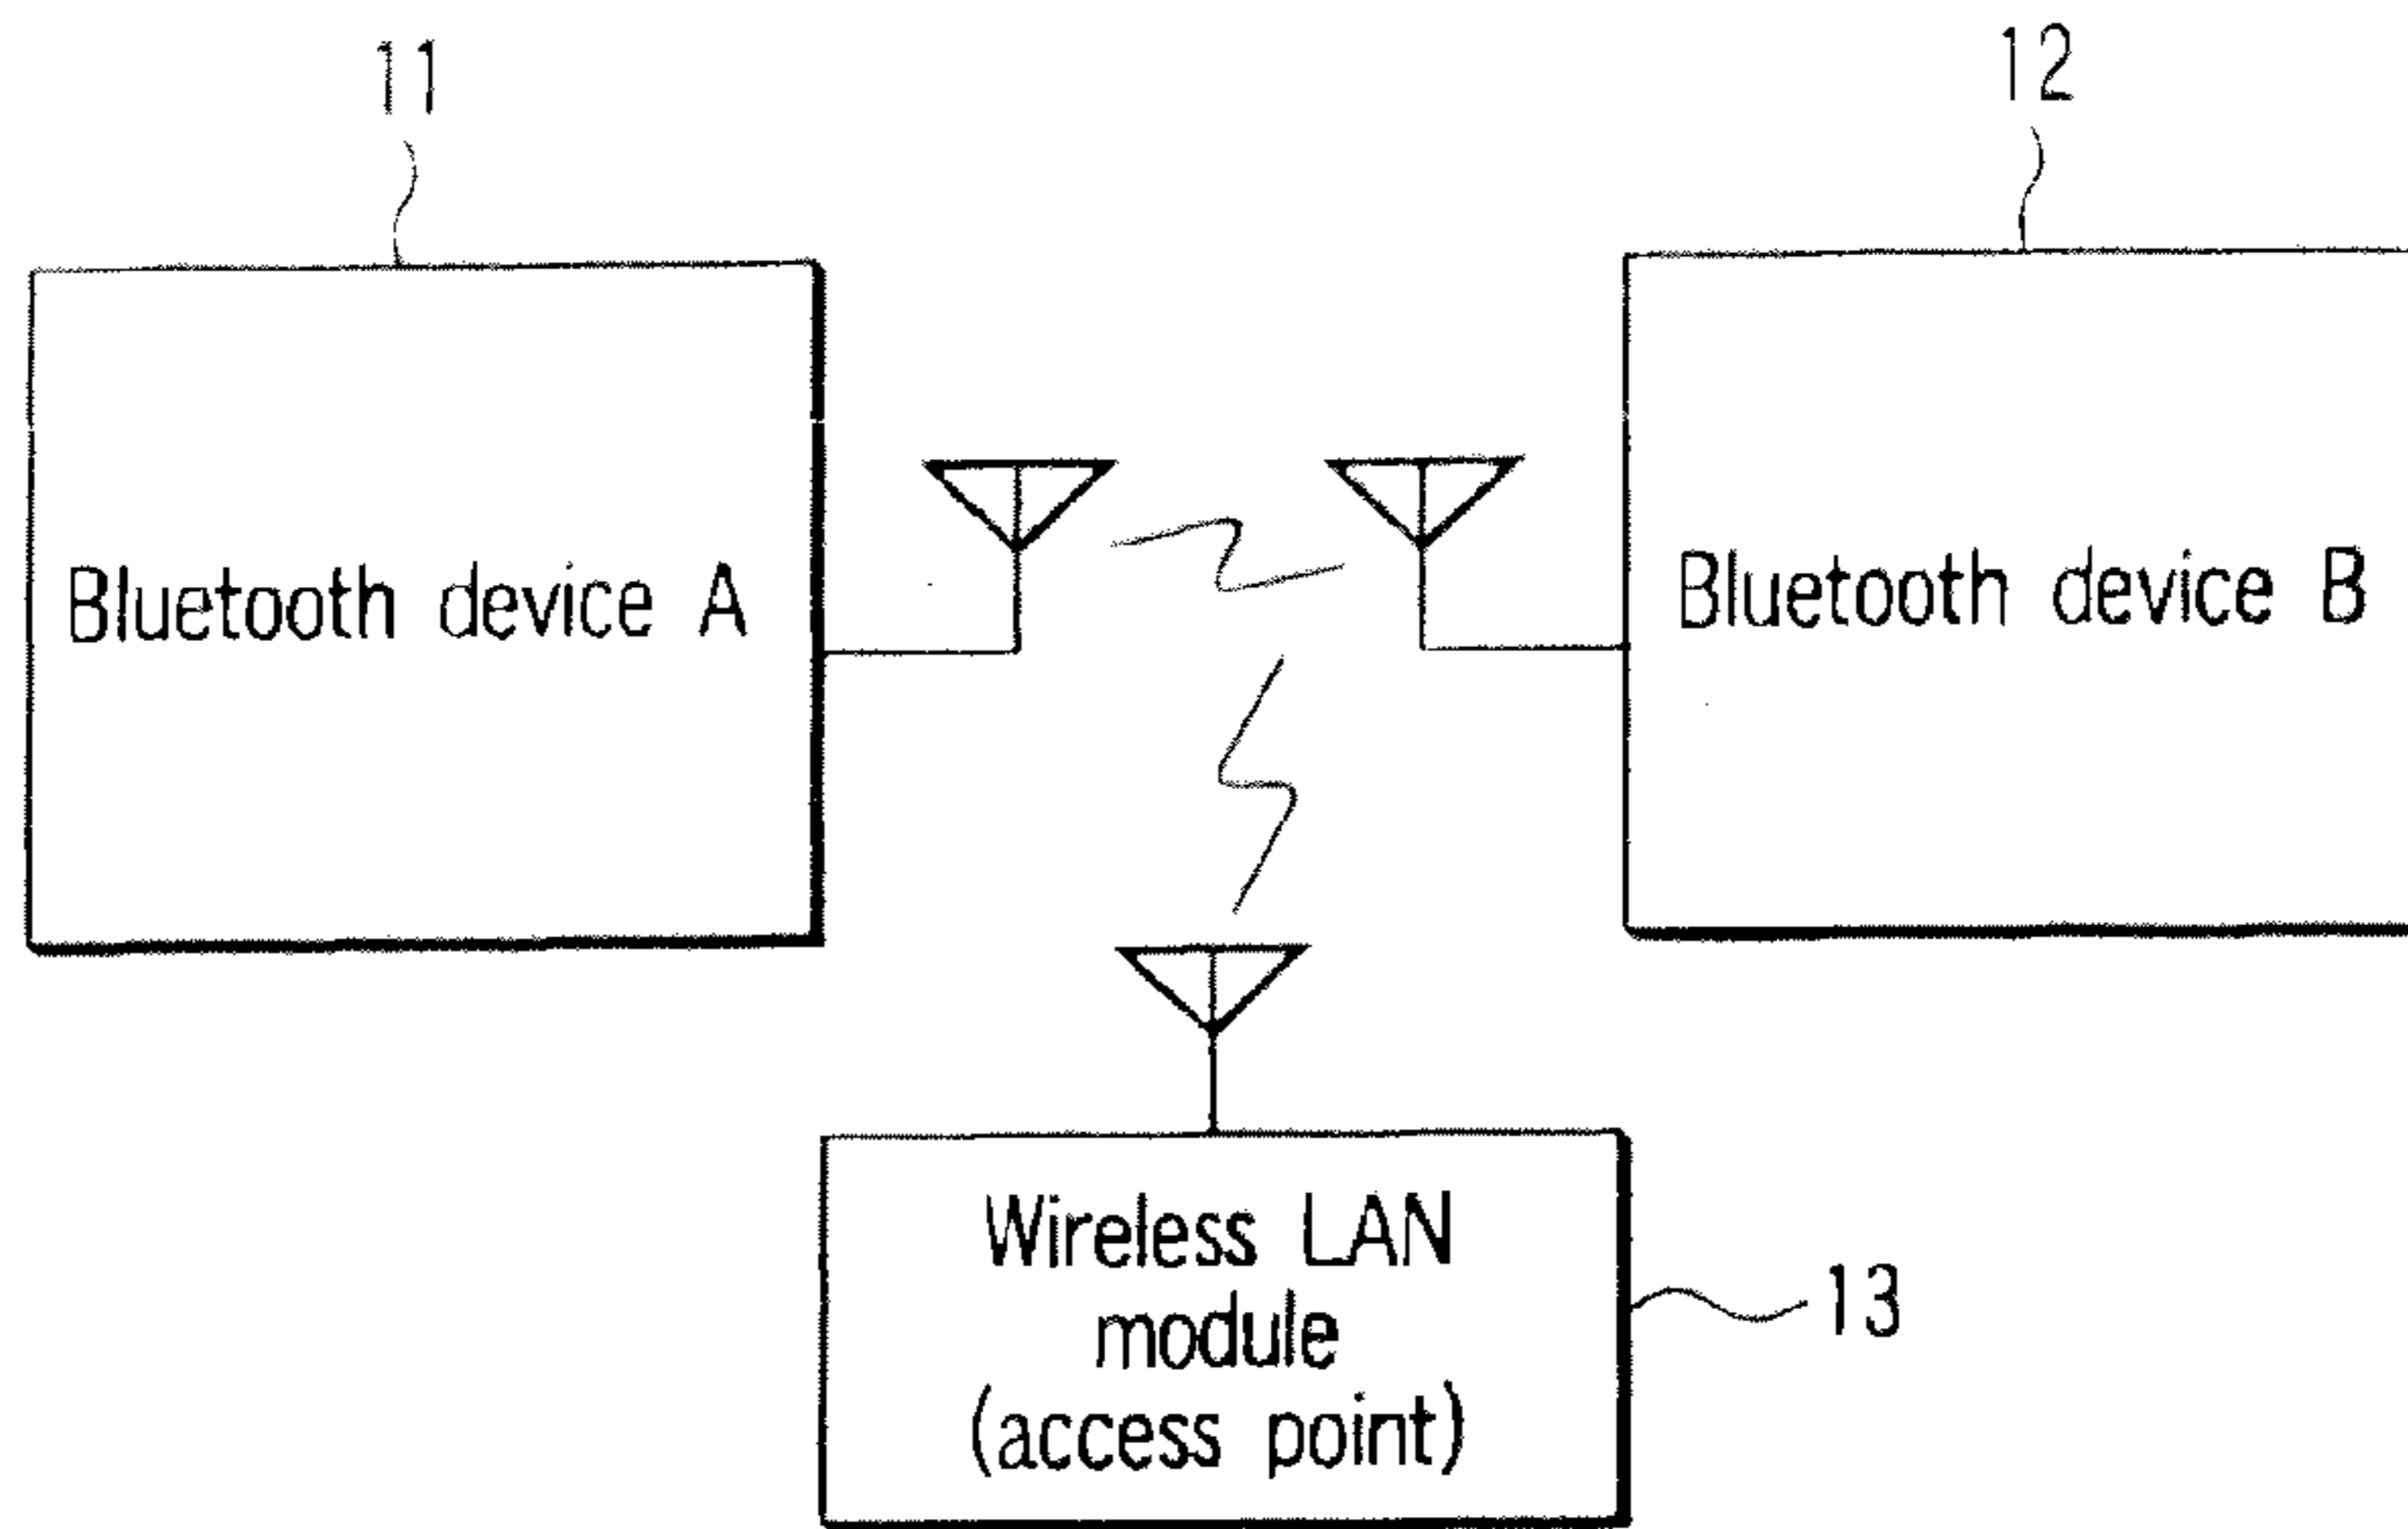 11
12
Bluetooth device A
Bluetooth device B
Wireless LAN
module
(access point)
13